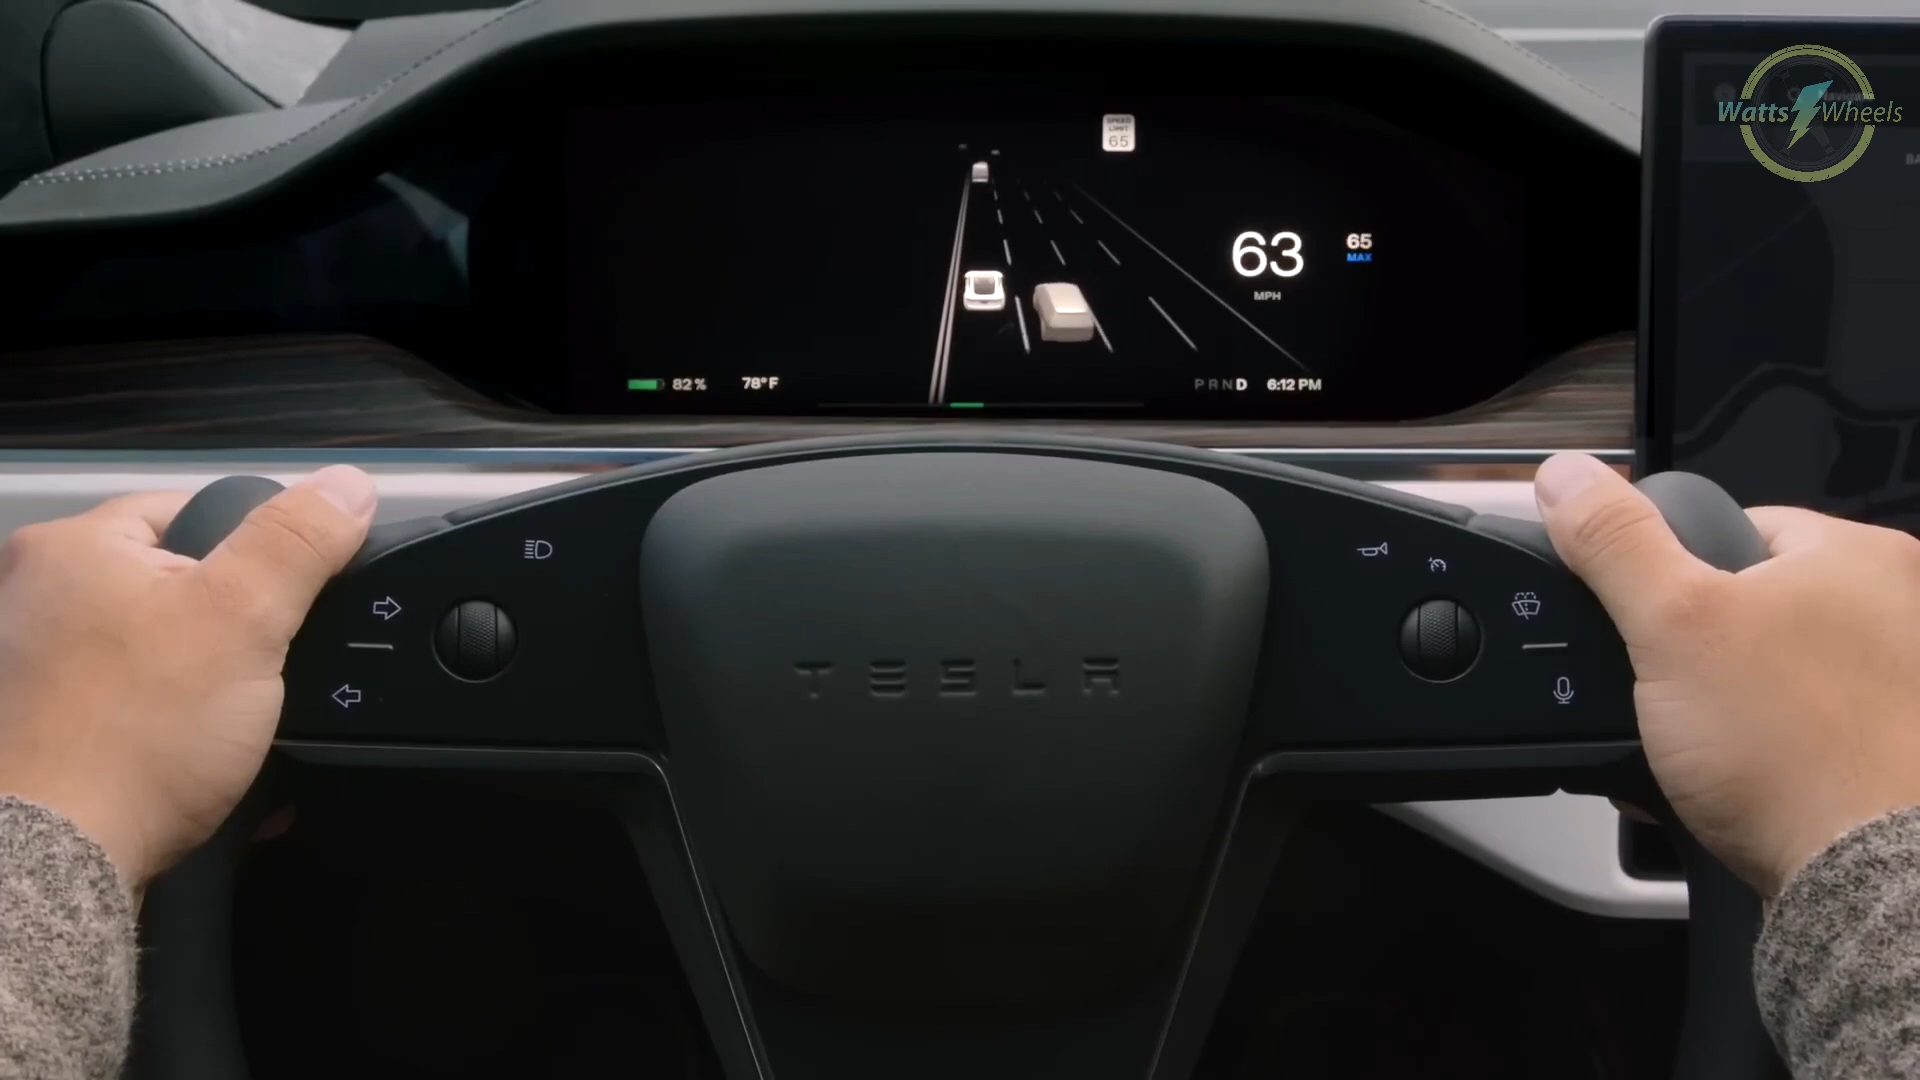 SPEED
LIMIT
65
Watts Wheels
63
MPH
65
MAX
82%
78°F
PRND
6:12 PM
TESLA